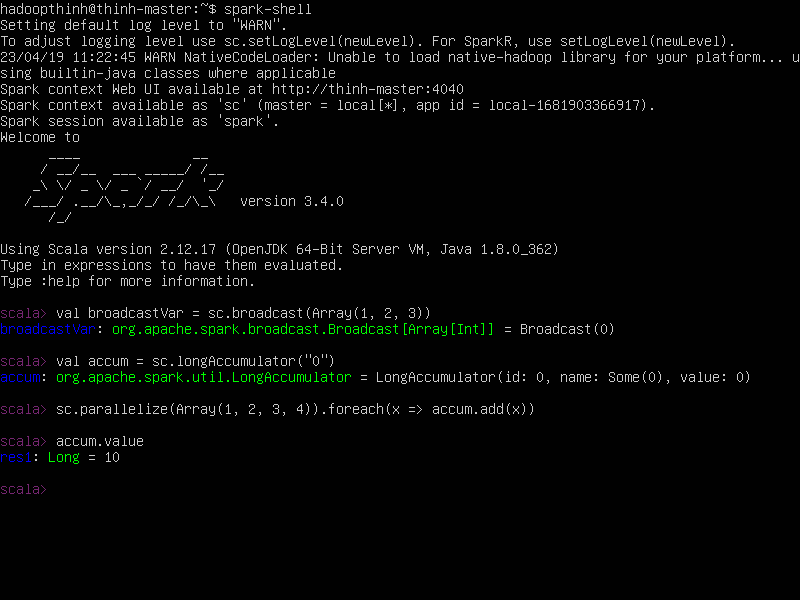 hadoopthinh@thinh-master:~$ spark-shell
Setting default log level to "WARN".
To adjust logging level use sc.setLogLevel(newLevel). For SparkR, use setLogLevel(newLevel).
23/04/19 11:22:45 WARN NativeCodeLoader: Unable to load native-hadoop library for your platform... u
sing builtin-java classes where applicable
Spark context Web UI available at http://thinh-master:4040
Spark context available as 'sc' (master = local[*], app id = local-1681903366917).
Spark session available as 'spark'.
Welcome to
      ____              __
     / __/__  ___ _____/ /__
    _\ \/ _ \/ _ `/ __/  '_/
   /___/ .__/\_,_/_/ /_/\_\   version 3.4.0
      /_/
Using Scala version 2.12.17 (OpenJDK 64-Bit Server VM, Java 1.8.0_362)
Type in expressions to have them evaluated.
Type :help for more information.
scala> val broadcastVar = sc.broadcast(Array(1, 2, 3))
broadcastVar: org.apache.spark.broadcast.Broadcast[Array[Int]] = Broadcast(0)
scala> val accum = sc.longAccumulator("0")
accum: org.apache.spark.util.LongAccumulator = LongAccumulator(id: 0, name: Some(0), value: 0)
scala> sc.parallelize(Array(1, 2, 3, 4)).foreach(x => accum.add(x))
scala> accum.value
res1: Long = 10
scala>